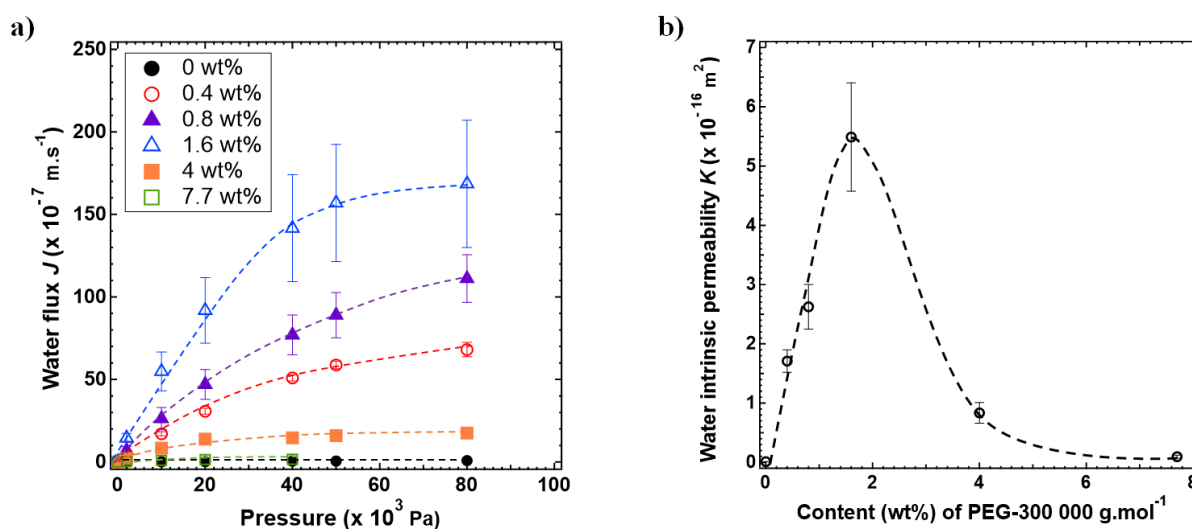 a)
250
200
150
100
50
0
Water flux J (x 10⁻⁷ m.s⁻¹)
0 wt%
0.4 wt%
0.8 wt%
1.6 wt%
4 wt%
7.7 wt%
0 20 40 60 80 100
Pressure (x 10³ Pa)
b)
7
6
5
4
3
2
1
0
Water intrinsic permeability K (x 10⁻¹⁶ m²)
0 2 4 6 8
Content (wt%) of PEG-300 000 g.mol⁻¹